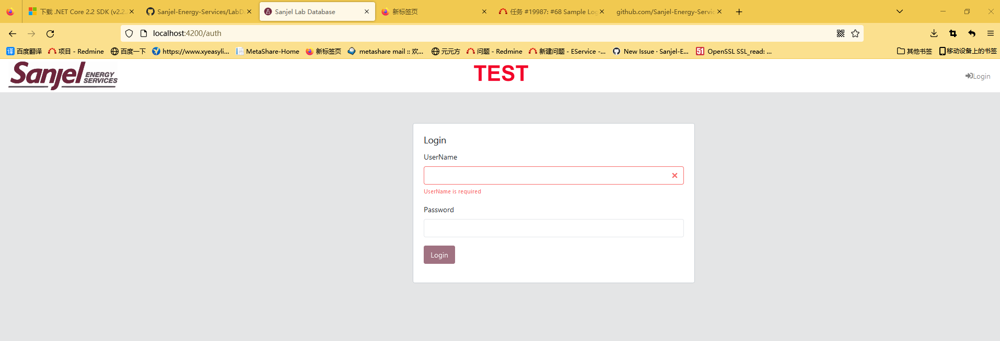 下载 .NET Core 2.2 SDK (v2.2.
Sanjel-Energy-Services/LabDa
Sanjel Lab Database
新标签页
任务 #19987: #68 Sample Log
github.com/Sanjel-Energy-Servic
localhost:4200/auth
译 百度翻译
项目 - Redmine
百度一下
https://www.xyeasyli...
MetaShare-Home
新标签页
metashare mail :: 欢...
元元方
问题 - Redmine
新建问题 - EService -...
New Issue · Sanjel-E...
51 OpenSSL SSL_read: ...
其他书签
移动设备上的书签
Sanjel ENERGY SERVICES
TEST
Login
Login
UserName
UserName is required
Password
Login